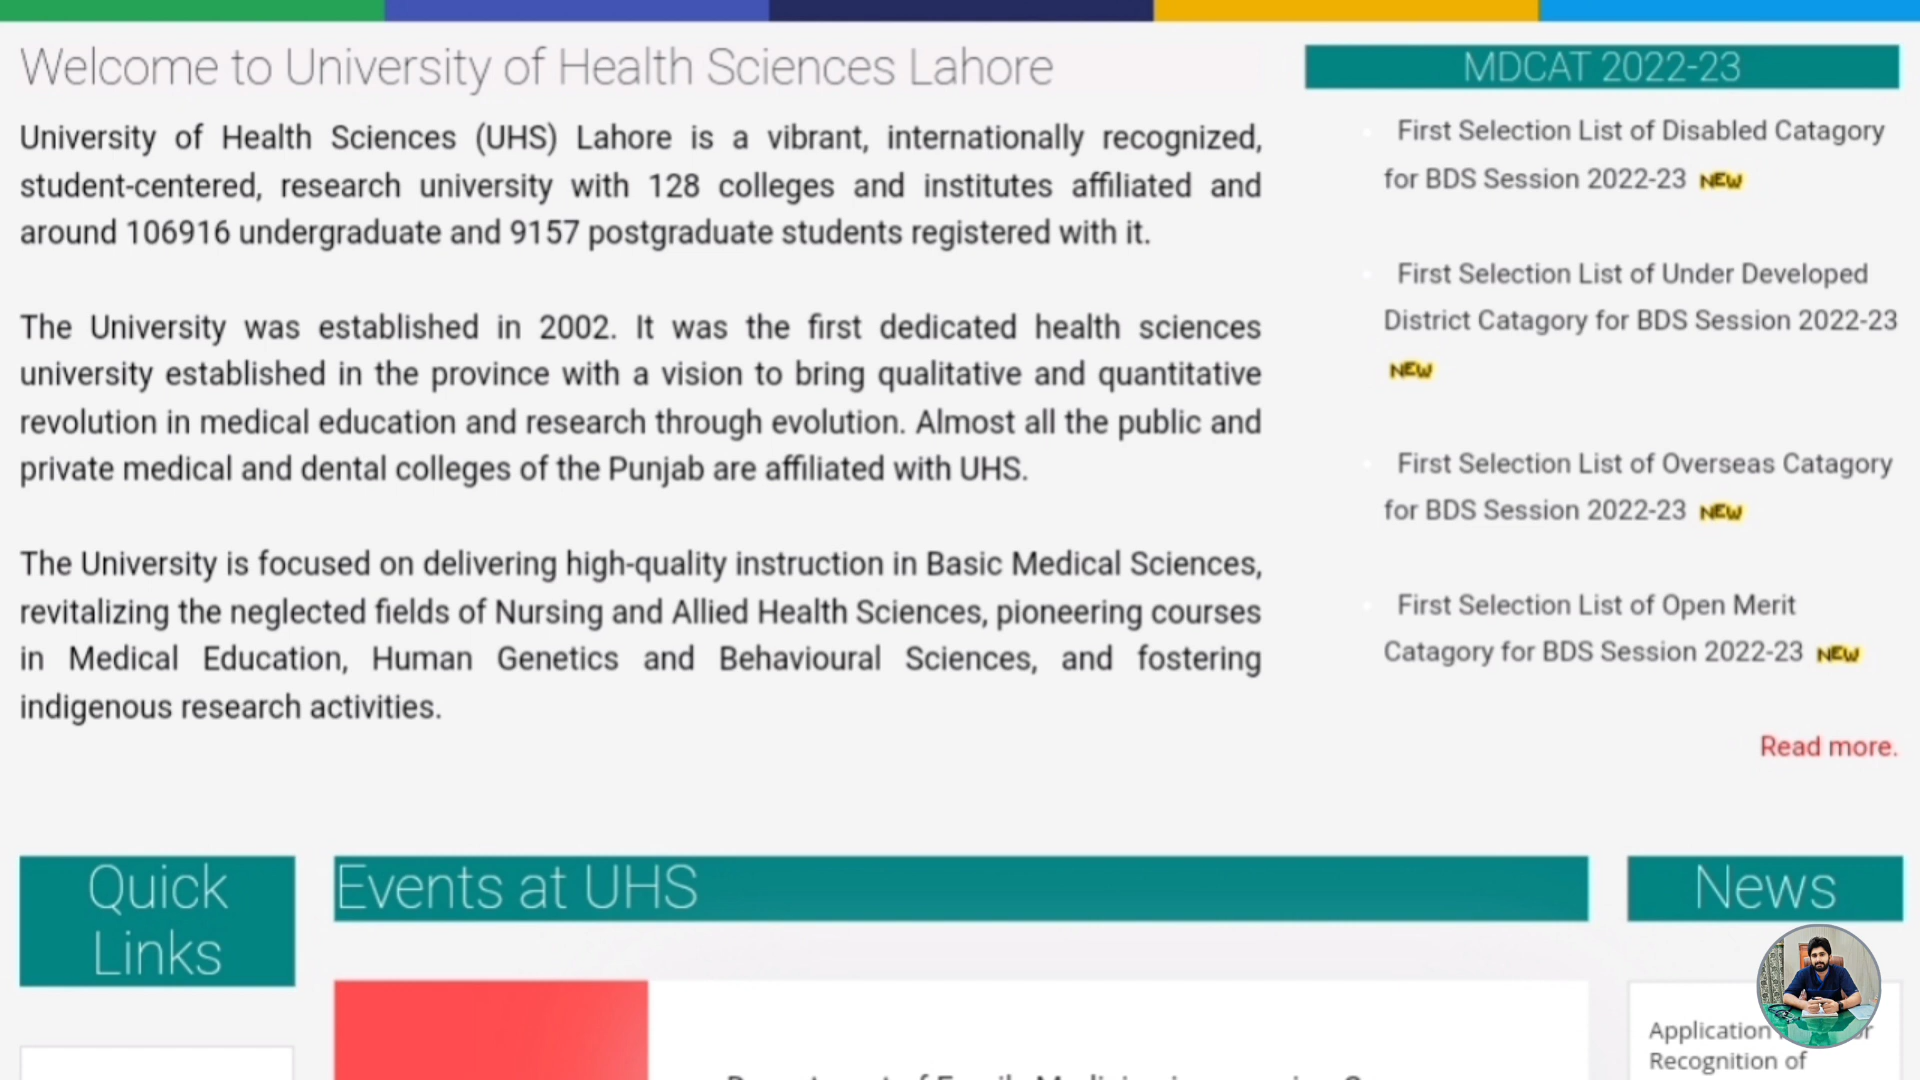 Welcome to University of Health Sciences Lahore
University of Health Sciences (UHS) Lahore is a vibrant, internationally recognized,
student-centered, research university with 128 colleges and institutes affiliated and
around 106916 undergraduate and 9157 postgraduate students registered with it.
The University was established in 2002. It was the first dedicated health sciences
university established in the province with a vision to bring qualitative and quantitative
revolution in medical education and research through evolution. Almost all the public and
private medical and dental colleges of the Punjab are affiliated with UHS.
The University is focused on delivering high-quality instruction in Basic Medical Sciences,
revitalizing the neglected fields of Nursing and Allied Health Sciences, pioneering courses
in Medical Education, Human Genetics and Behavioural Sciences, and fostering
indigenous research activities.
MDCAT 2022-23
First Selection List of Disabled Catagory
for BDS Session 2022-23 NEW
First Selection List of Under Developed
District Catagory for BDS Session 2022-23
NEW
First Selection List of Overseas Catagory
for BDS Session 2022-23 NEW
First Selection List of Open Merit
Catagory for BDS Session 2022-23 NEW
Read more.
Quick
Links
Events at UHS
News
Application
Recognition of